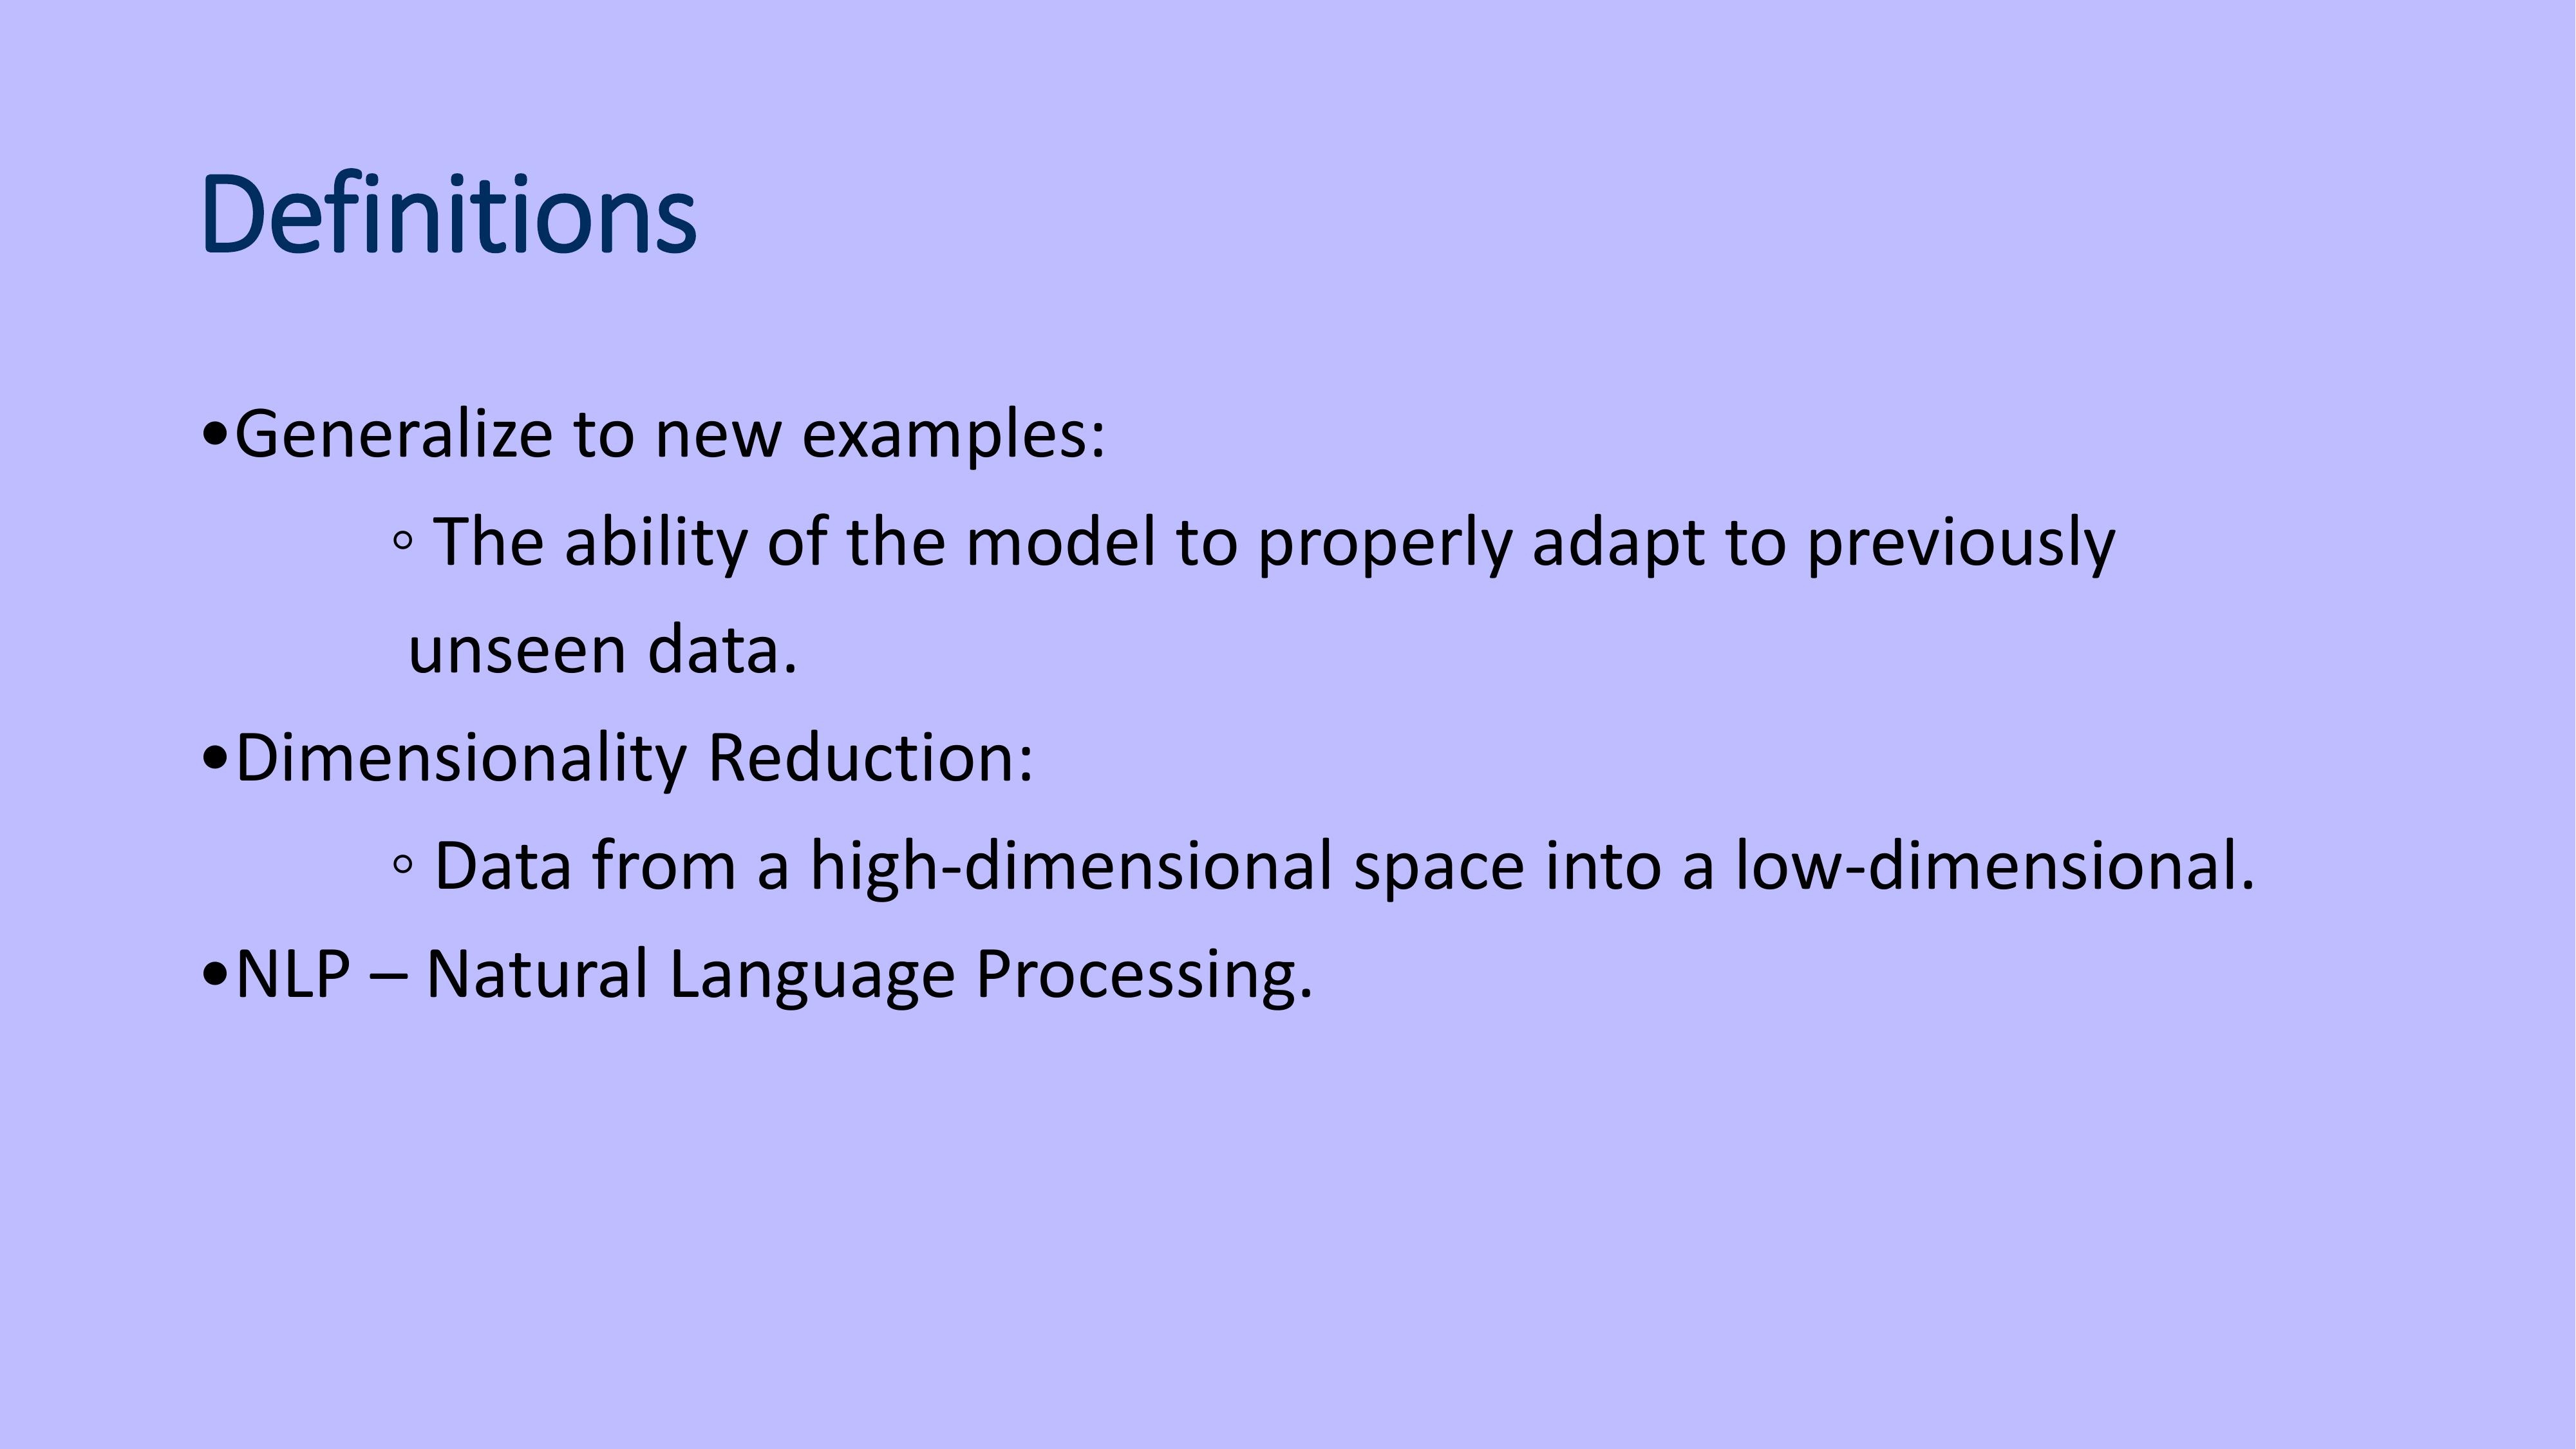 Definitions
•Generalize to new examples:
◦ The ability of the model to properly adapt to previously
unseen data.
•Dimensionality Reduction:
◦ Data from a high-dimensional space into a low-dimensional.
•NLP – Natural Language Processing.